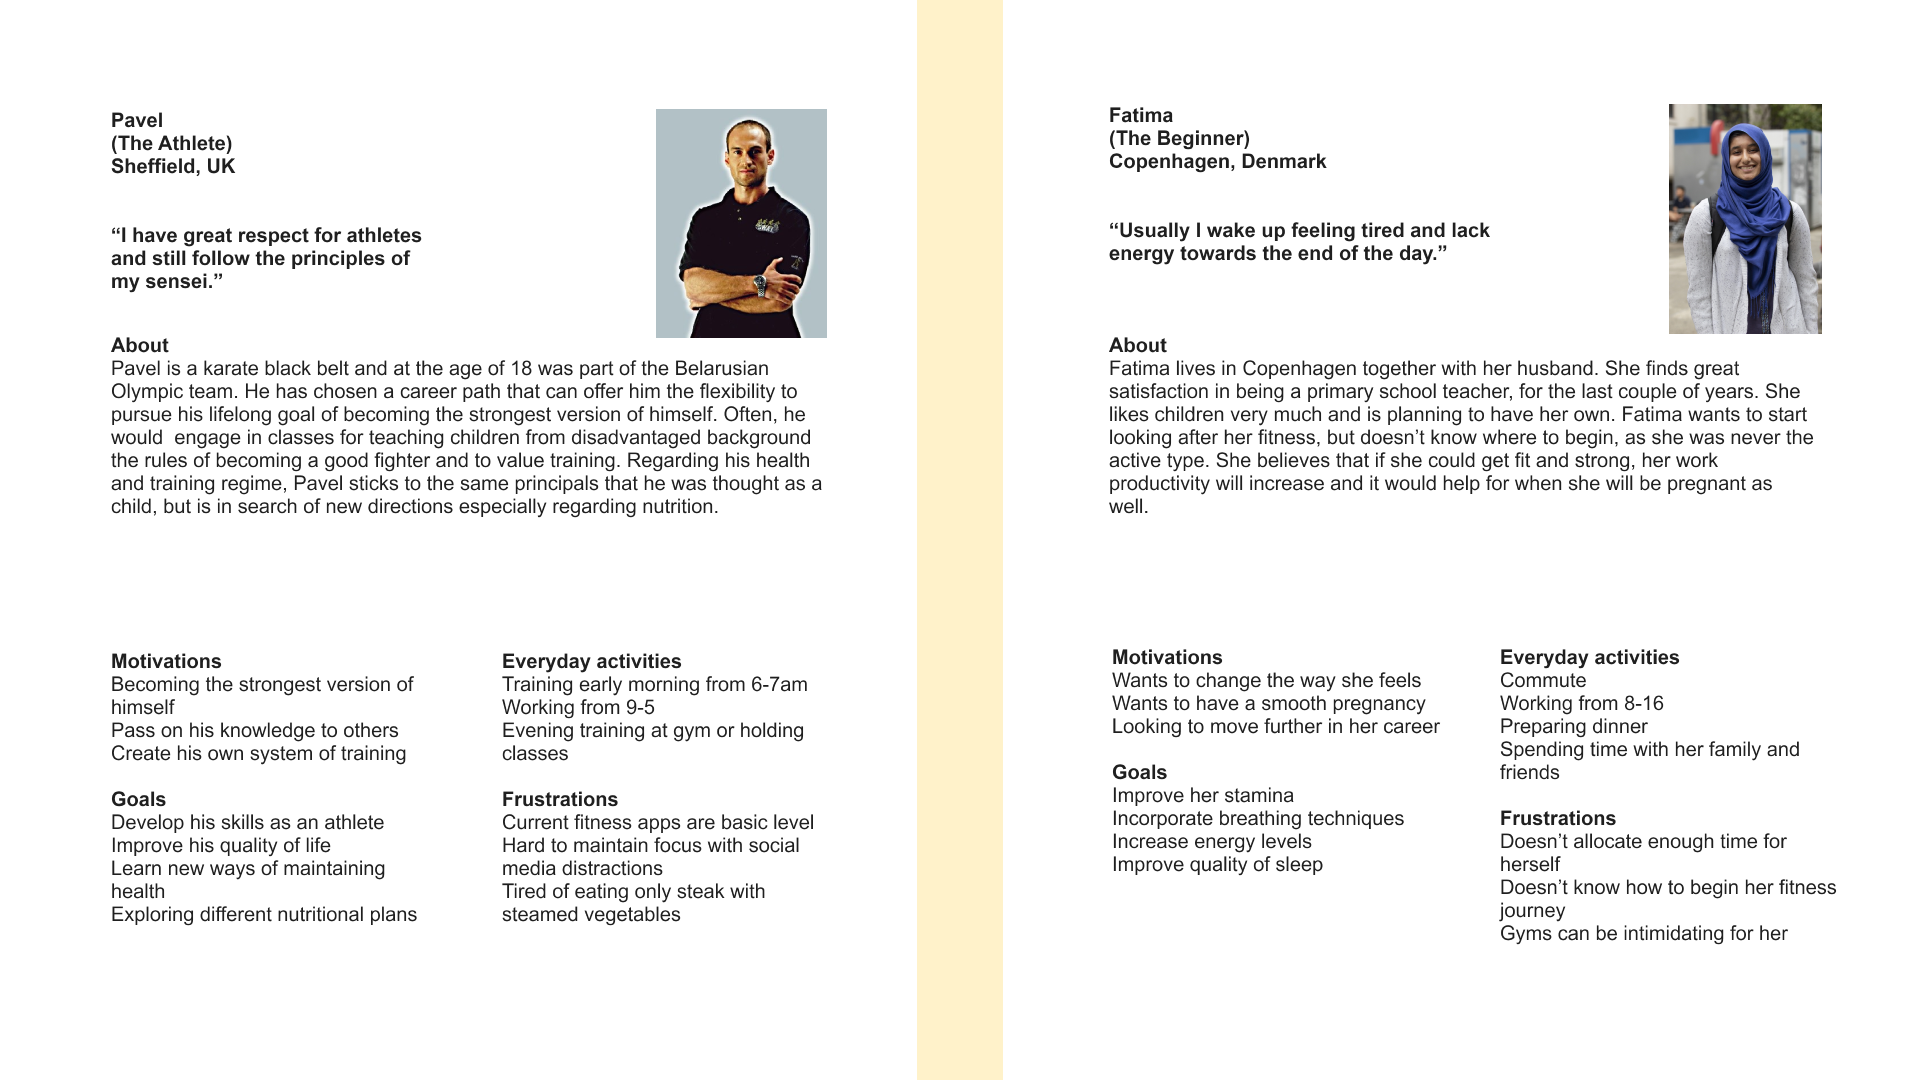 Pavel
(The Athlete)
Sheffield, UK
“I have great respect for athletes
and still follow the principles of
my sensei.”
About
Pavel is a karate black belt and at the age of 18 was part of the Belarusian
Olympic team. He has chosen a career path that can offer him the flexibility to
pursue his lifelong goal of becoming the strongest version of himself. Often, he
would  engage in classes for teaching children from disadvantaged background
the rules of becoming a good fighter and to value training. Regarding his health
and training regime, Pavel sticks to the same principals that he was thought as a
child, but is in search of new directions especially regarding nutrition.
Motivations
Becoming the strongest version of
himself
Pass on his knowledge to others
Create his own system of training
Goals
Develop his skills as an athlete
Improve his quality of life
Learn new ways of maintaining
health
Exploring different nutritional plans
Everyday activities
Training early morning from 6-7am
Working from 9-5
Evening training at gym or holding
classes
Frustrations
Current fitness apps are basic level
Hard to maintain focus with social
media distractions
Tired of eating only steak with
steamed vegetables
Fatima
(The Beginner)
Copenhagen, Denmark
“Usually I wake up feeling tired and lack
energy towards the end of the day.”
About
Fatima lives in Copenhagen together with her husband. She finds great
satisfaction in being a primary school teacher, for the last couple of years. She
likes children very much and is planning to have her own. Fatima wants to start
looking after her fitness, but doesn’t know where to begin, as she was never the
active type. She believes that if she could get fit and strong, her work
productivity will increase and it would help for when she will be pregnant as
well.
Motivations
Wants to change the way she feels
Wants to have a smooth pregnancy
Looking to move further in her career
Goals
Improve her stamina
Incorporate breathing techniques
Increase energy levels
Improve quality of sleep
Everyday activities
Commute
Working from 8-16
Preparing dinner
Spending time with her family and
friends
Frustrations
Doesn’t allocate enough time for
herself
Doesn’t know how to begin her fitness
journey
Gyms can be intimidating for her